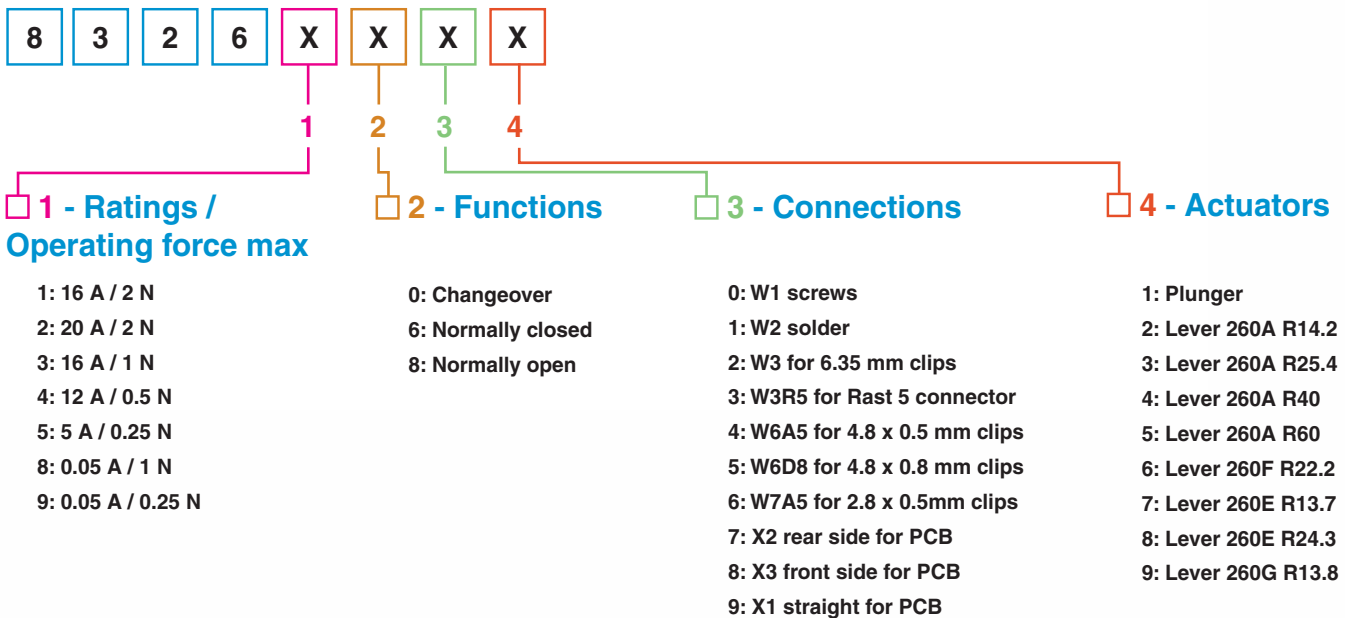 8 3 2 6 X X X X
1 2 3 4
1 - Ratings /
Operating force max
1: 16 A / 2 N
2: 20 A / 2 N
3: 16 A / 1 N
4: 12 A / 0.5 N
5: 5 A / 0.25 N
8: 0.05 A / 1 N
9: 0.05 A / 0.25 N
2 - Functions
0: Changeover
6: Normally closed
8: Normally open
3 - Connections
0: W1 screws
1: W2 solder
2: W3 for 6.35 mm clips
3: W3R5 for Rast 5 connector
4: W6A5 for 4.8 x 0.5 mm clips
5: W6D8 for 4.8 x 0.8 mm clips
6: W7A5 for 2.8 x 0.5mm clips
7: X2 rear side for PCB
8: X3 front side for PCB
9: X1 straight for PCB
4 - Actuators
1: Plunger
2: Lever 260A R14.2
3: Lever 260A R25.4
4: Lever 260A R40
5: Lever 260A R60
6: Lever 260F R22.2
7: Lever 260E R13.7
8: Lever 260E R24.3
9: Lever 260G R13.8